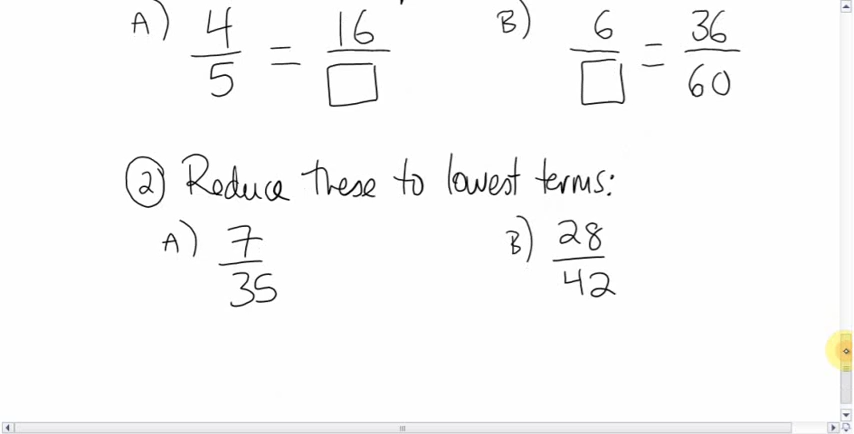 A) 4/5 = 16/□ B) 6/□ = 36/60
② Reduce these to lowest terms:
A) 7/35 B) 28/42